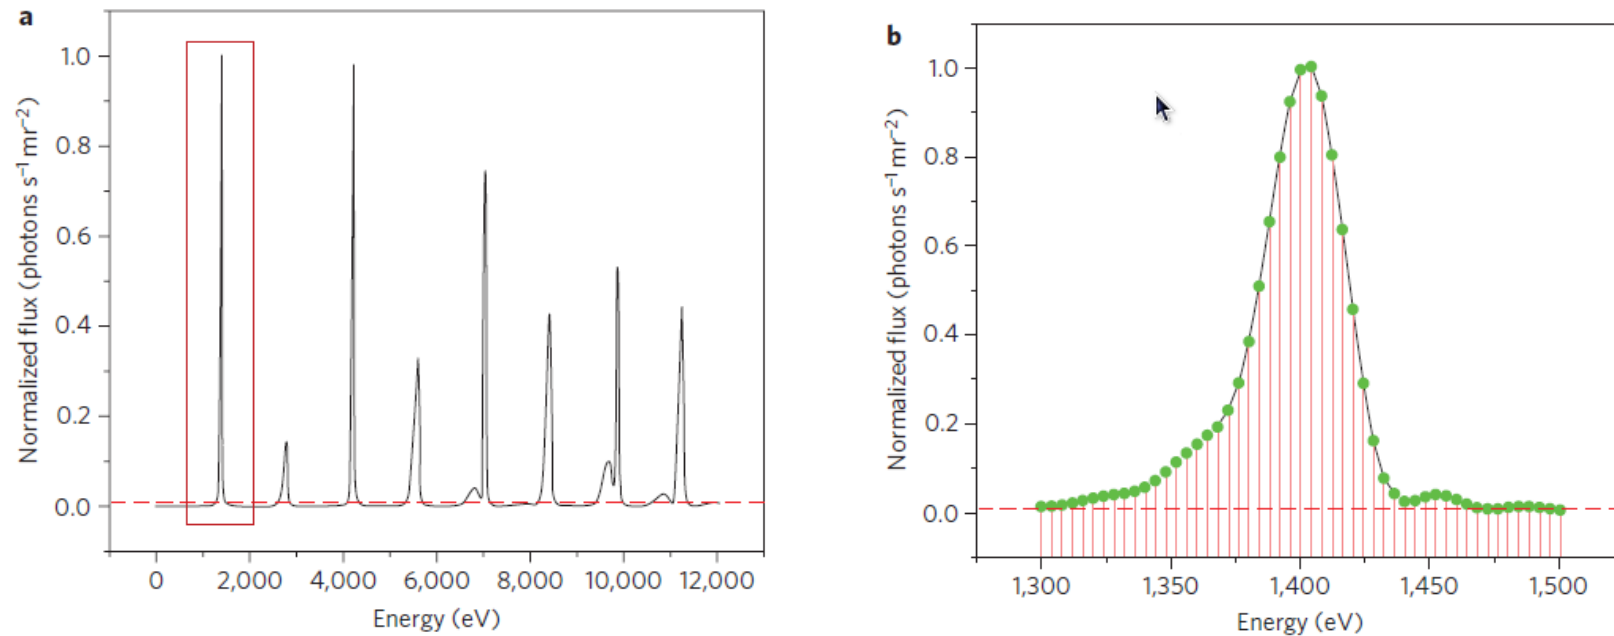 a
Normalized flux (photons s⁻¹ mr⁻²)
1.0
0.8
0.6
0.4
0.2
0.0
0 2,000 4,000 6,000 8,000 10,000 12,000
Energy (eV)
b
Normalized flux (photons s⁻¹ mr⁻²)
1.0
0.8
0.6
0.4
0.2
0.0
1,300 1,350 1,400 1,450 1,500
Energy (eV)